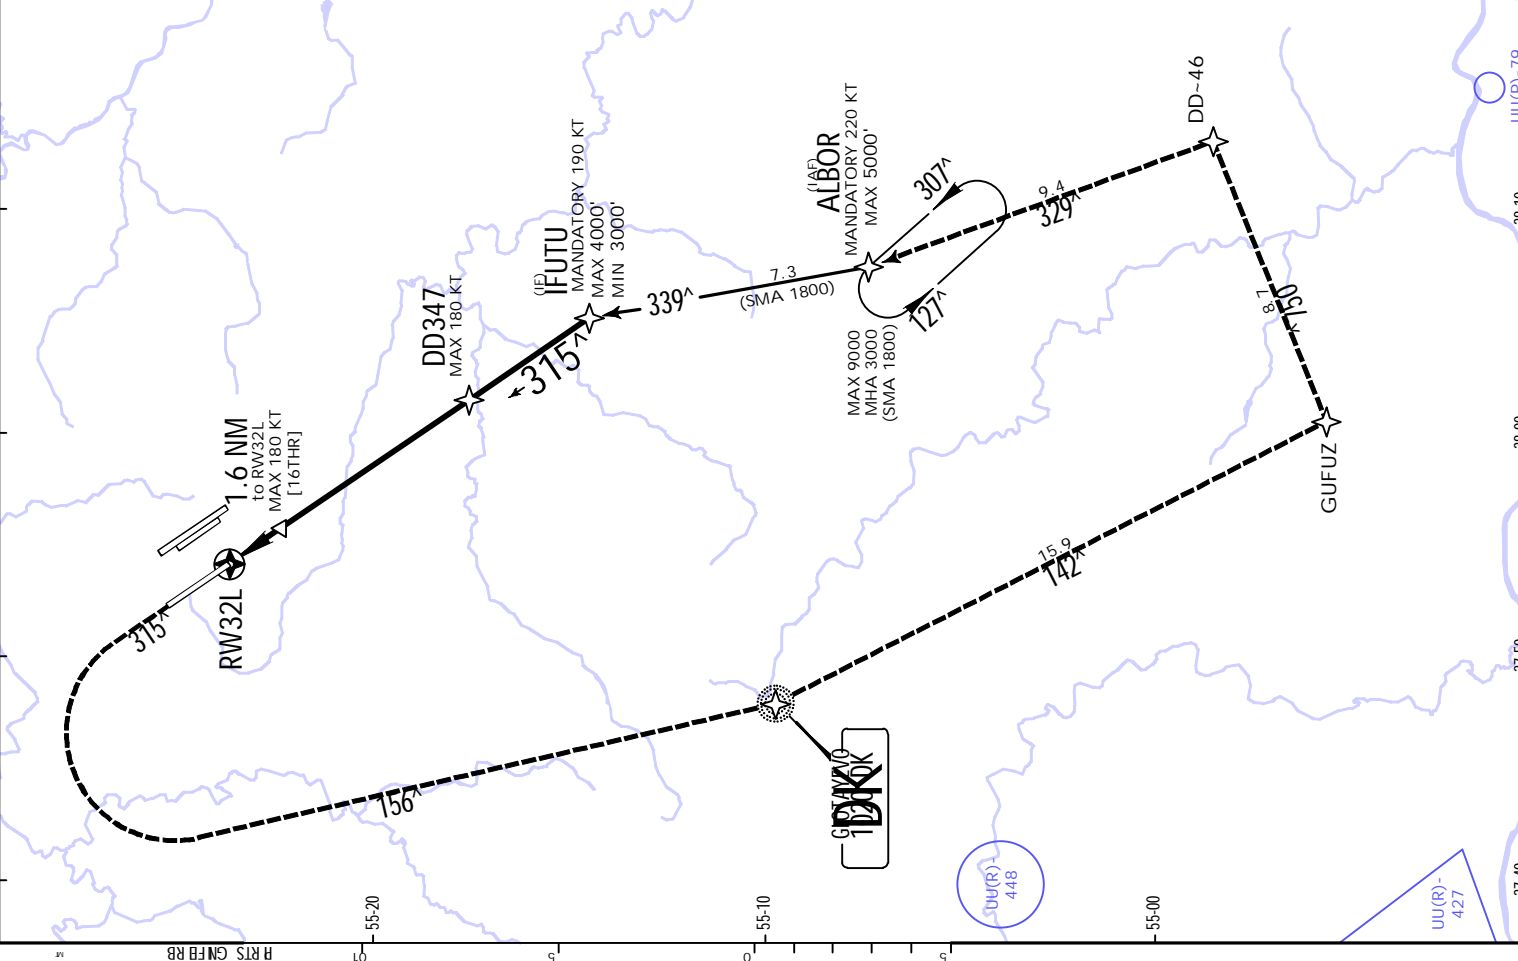 DD~46
UU(R)-79
(IAF)
ALBOR
MANDATORY 220 KT
MAX 5000'
307^
127^
9.4
329^
(IF)
IFUTU
MANDATORY 190 KT
MAX 4000'
MIN 3000'
7.3
(SMA 1800)
339^
MAX 9000
MHA 3000
(SMA 1800)
DD347
MAX 180 KT
315^
1.6 NM
to RW32L
MAX 180 KT
[16THR]
RW32L
315^
156^
15.9
142^
GUFUZ
DK
UU(R)-
448
UU(R)-
427
55-20
55-10
55-00
10
5
0
5